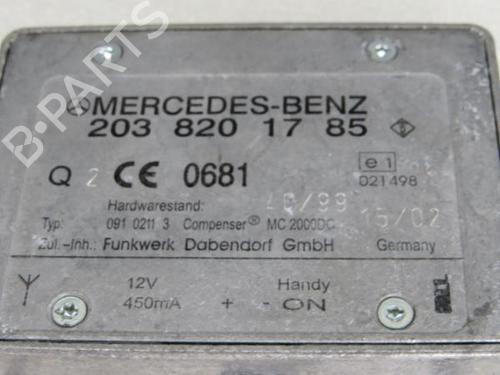 MERCEDES-BENZ
203 820 17 85
Q 2 CE 0681
e1
021498
Hardwarestand: 40/99
15/02
Typ: 091 0211 3 Compenser® MC 2000DC
Zul.-Inh.: Funkwerk Dabendorf GmbH Germany
12V Handy
450mA + - ON